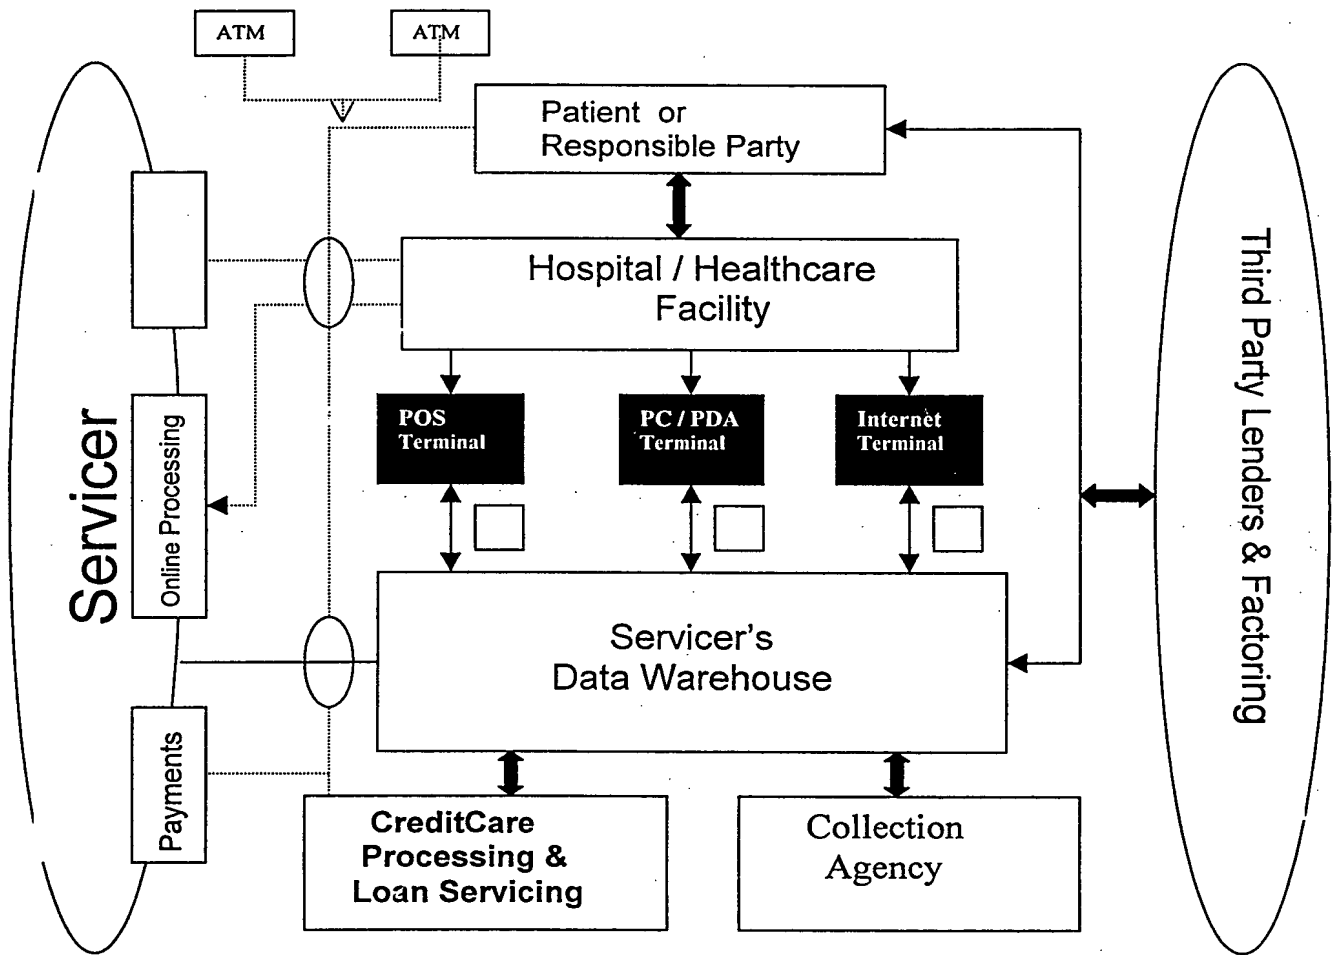 ATM
ATM
Patient or
Responsible Party
Hospital / Healthcare
Facility
POS
Terminal
PC / PDA
Terminal
Internet
Terminal
Servicer
Online Processing
Payments
Servicer's
Data Warehouse
CreditCare
Processing &
Loan Servicing
Collection
Agency
Third Party Lenders & Factoring